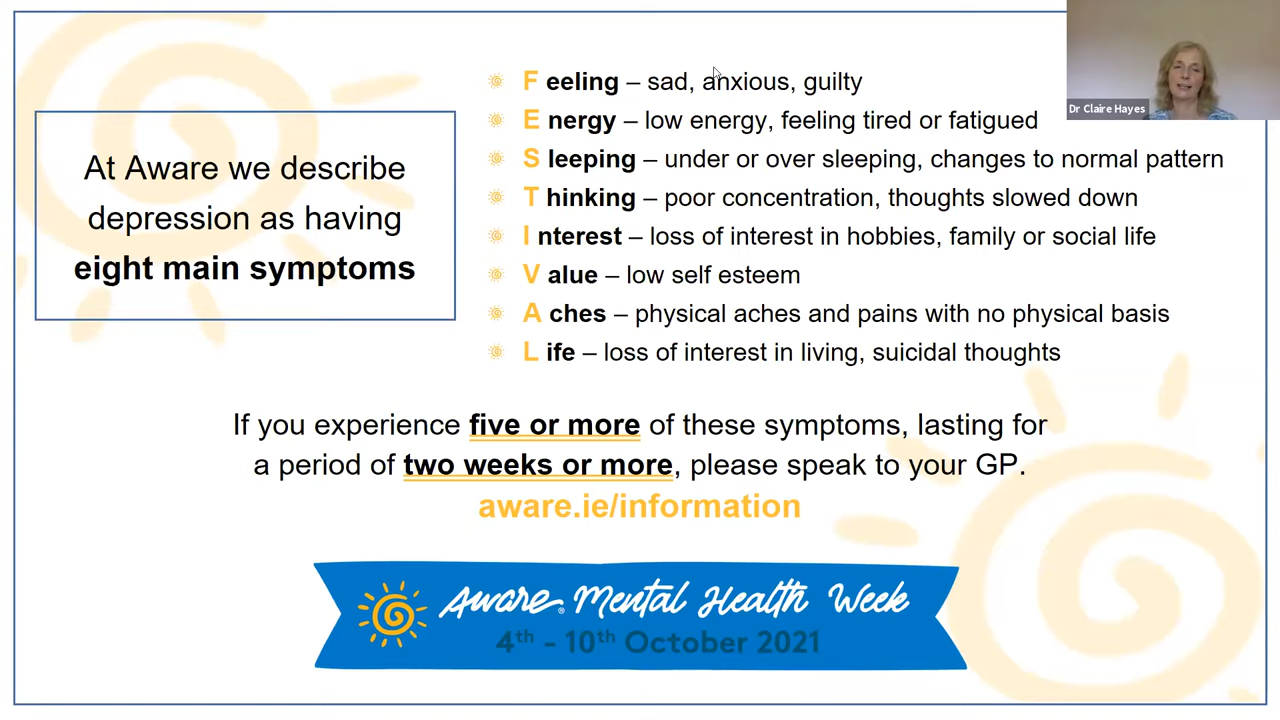 At Aware we describe
depression as having
eight main symptoms
F eeling – sad, anxious, guilty
E nergy – low energy, feeling tired or fatigued
S leeping – under or over sleeping, changes to normal pattern
T hinking – poor concentration, thoughts slowed down
I nterest – loss of interest in hobbies, family or social life
V alue – low self esteem
A ches – physical aches and pains with no physical basis
L ife – loss of interest in living, suicidal thoughts
Dr Claire Hayes
If you experience five or more of these symptoms, lasting for
a period of two weeks or more, please speak to your GP.
aware.ie/information
Aware® Mental Health Week
4th - 10th October 2021